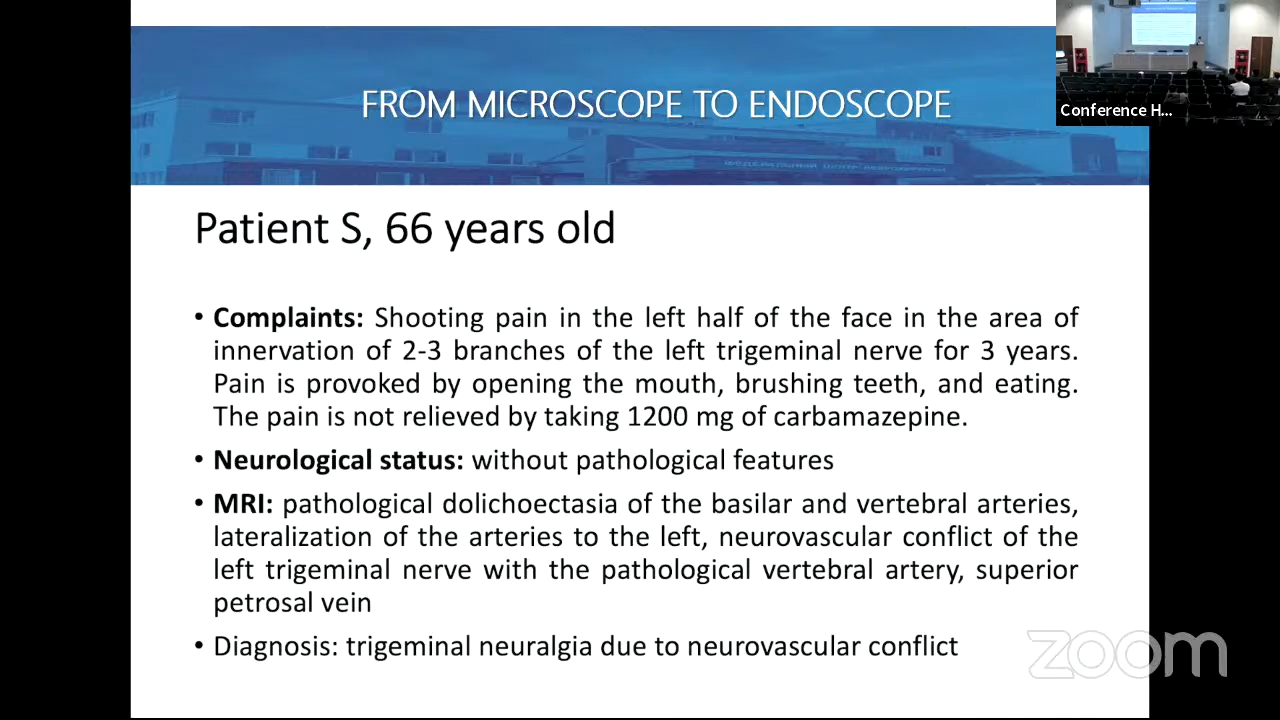 FROM MICROSCOPE TO ENDOSCOPE
Conference H...
Patient S, 66 years old
• Complaints: Shooting pain in the left half of the face in the area of
innervation of 2-3 branches of the left trigeminal nerve for 3 years.
Pain is provoked by opening the mouth, brushing teeth, and eating.
The pain is not relieved by taking 1200 mg of carbamazepine.
• Neurological status: without pathological features
• MRI: pathological dolichoectasia of the basilar and vertebral arteries,
lateralization of the arteries to the left, neurovascular conflict of the
left trigeminal nerve with the pathological vertebral artery, superior
petrosal vein
• Diagnosis: trigeminal neuralgia due to neurovascular conflict
zoom